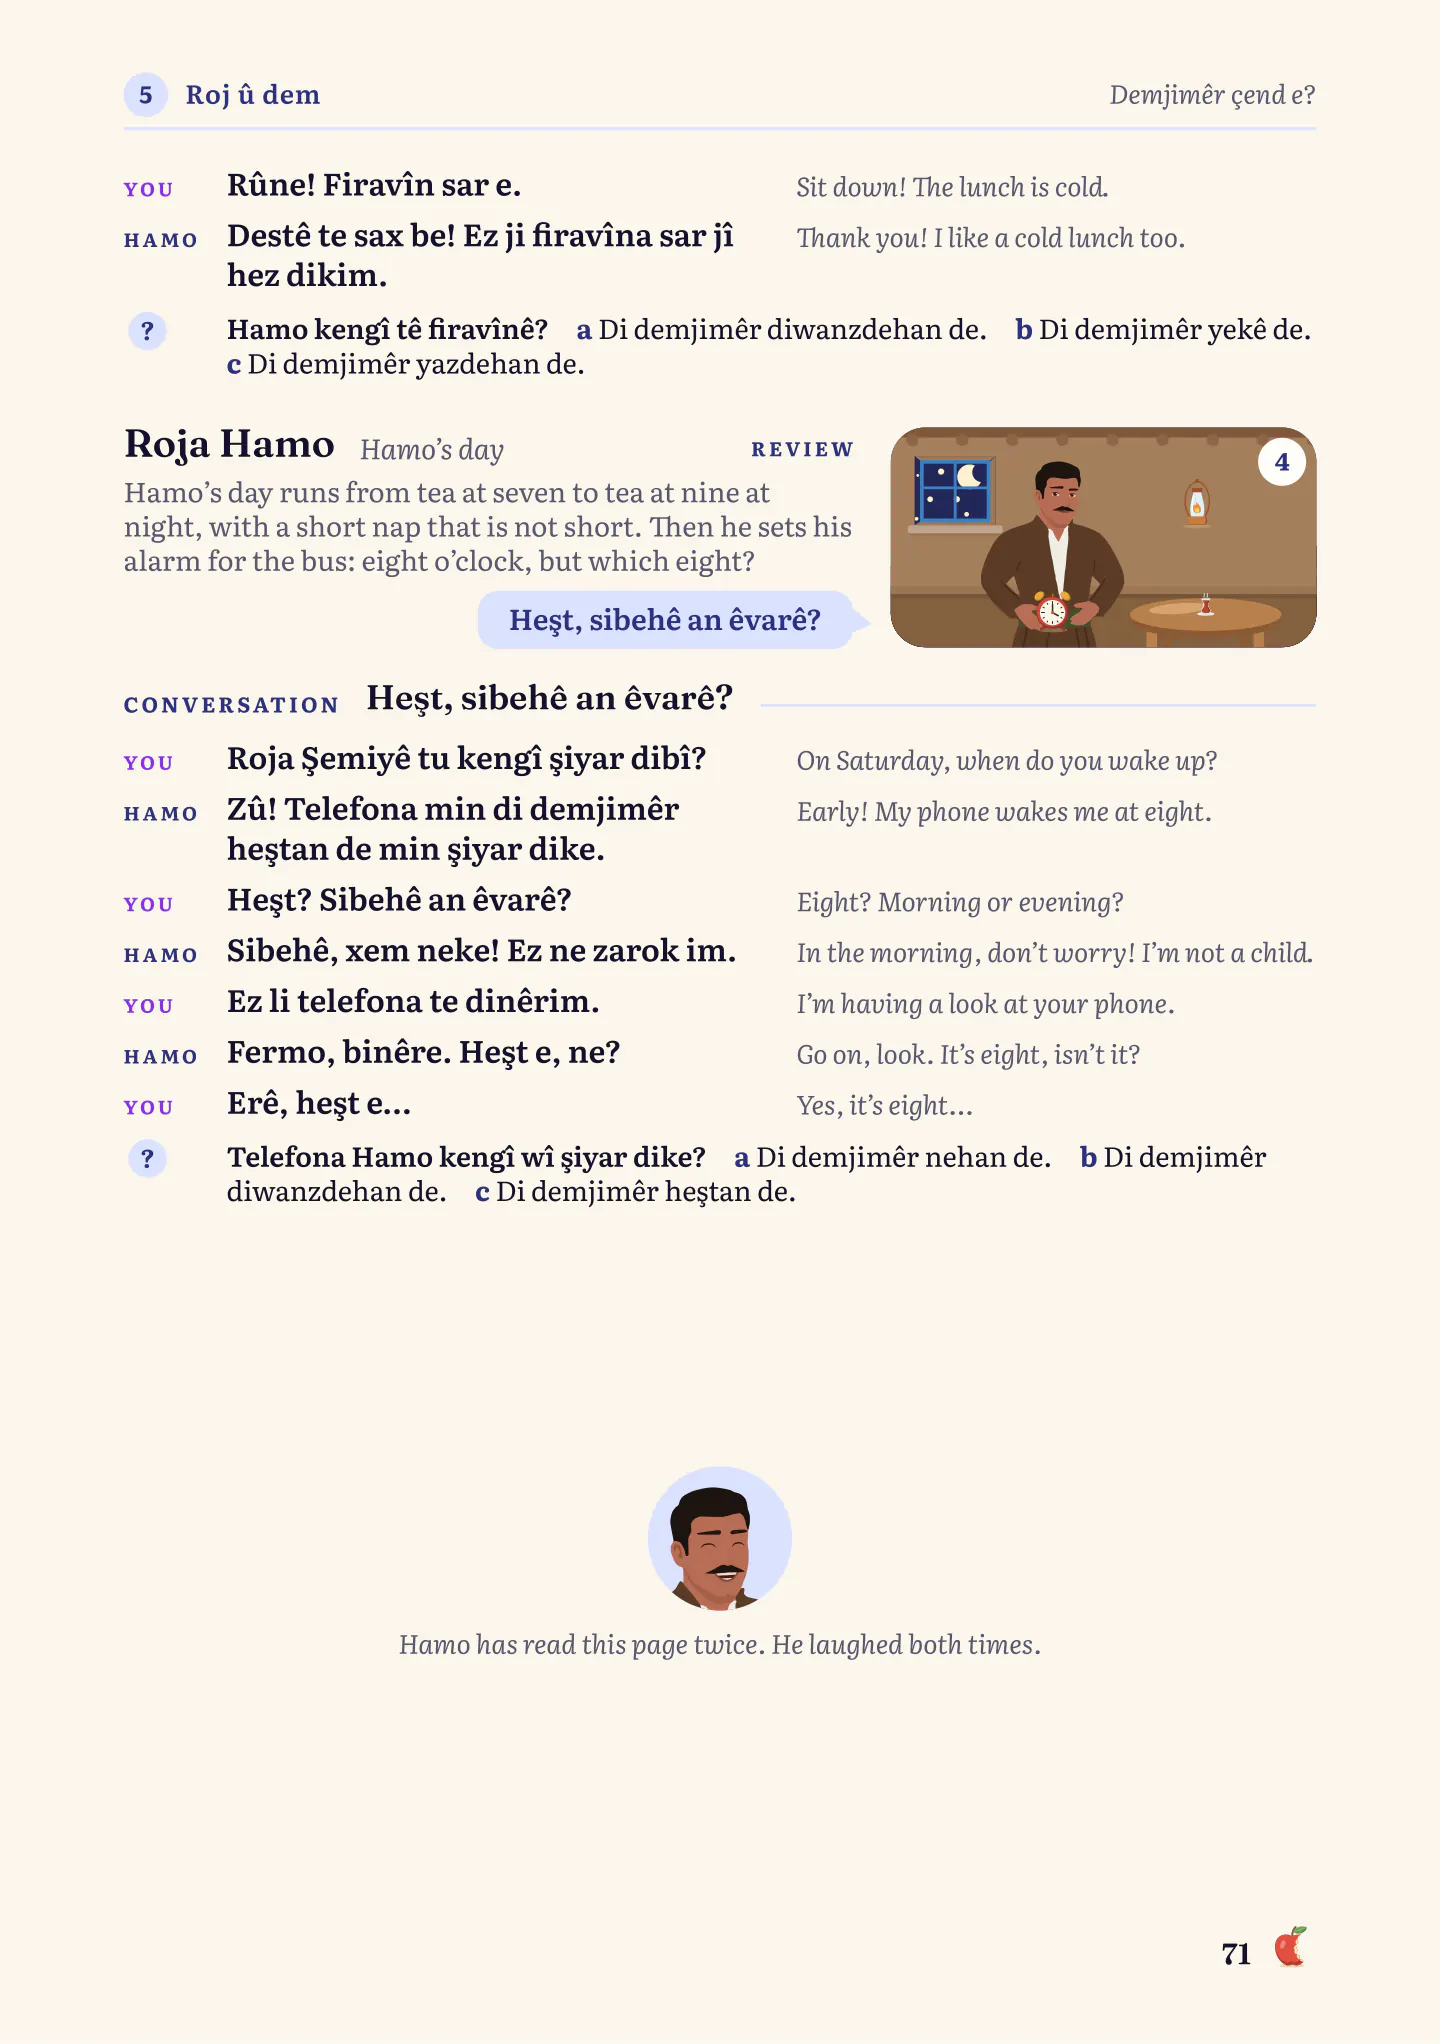 5 Roj û dem Demjimêr çend e?
YOU Rûne! Firavîn sar e. Sit down! The lunch is cold.
HAMO Destê te sax be! Ez ji firavîna sar jî Thank you! I like a cold lunch too.
hez dikim.
? Hamo kengî tê firavînê? a Di demjimêr diwanzdehan de. b Di demjimêr yekê de.
c Di demjimêr yazdehan de.
Roja Hamo Hamo’s day REVIEW
4
Hamo’s day runs from tea at seven to tea at nine at
night, with a short nap that is not short. Then he sets his
alarm for the bus: eight o’clock, but which eight?
Heşt, sibehê an êvarê?
CONVERSATION Heşt, sibehê an êvarê?
YOU Roja Şemiyê tu kengî şiyar dibî? On Saturday, when do you wake up?
HAMO Zû! Telefona min di demjimêr Early! My phone wakes me at eight.
heştan de min şiyar dike.
YOU Heşt? Sibehê an êvarê? Eight? Morning or evening?
HAMO Sibehê, xem neke! Ez ne zarok im. In the morning, don’t worry! I’m not a child.
YOU Ez li telefona te dinêrim. I’m having a look at your phone.
HAMO Fermo, binêre. Heşt e, ne? Go on, look. It’s eight, isn’t it?
YOU Erê, heşt e… Yes, it’s eight…
? Telefona Hamo kengî wî şiyar dike? a Di demjimêr nehan de. b Di demjimêr
diwanzdehan de. c Di demjimêr heştan de.
Hamo has read this page twice. He laughed both times.
71